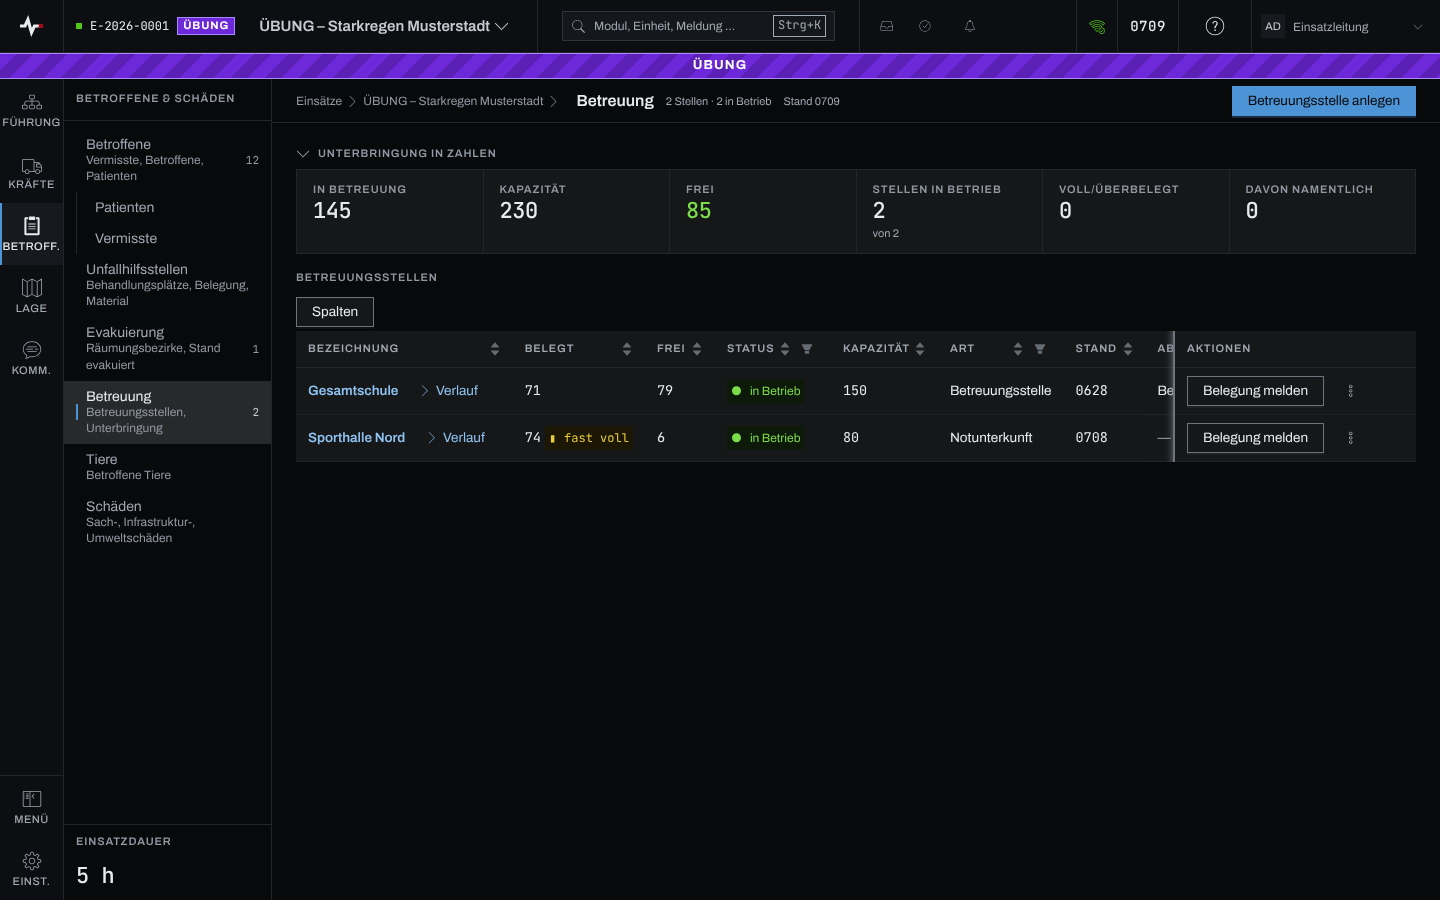 E-2026-0001 ÜBUNG ÜBUNG – Starkregen Musterstadt Modul, Einheit, Meldung ... Strg+K 0709 ? AD Einsatzleitung
ÜBUNG
FÜHRUNG
KRÄFTE
BETROFF.
LAGE
KOMM.
MENÜ
EINST.
BETROFFENE & SCHÄDEN
Betroffene
Vermisste, Betroffene, 12
Patienten
Patienten
Vermisste
Unfallhilfsstellen
Behandlungsplätze, Belegung,
Material
Evakuierung
Räumungsbezirke, Stand 1
evakuiert
Betreuung
Betreuungsstellen, 2
Unterbringung
Tiere
Betroffene Tiere
Schäden
Sach-, Infrastruktur-,
Umweltschäden
EINSATZDAUER
5 h
Einsätze ÜBUNG – Starkregen Musterstadt Betreuung 2 Stellen · 2 in Betrieb Stand 0709 Betreuungsstelle anlegen
UNTERBRINGUNG IN ZAHLEN
IN BETREUUNG KAPAZITÄT FREI STELLEN IN BETRIEB VOLL/ÜBERBELEGT DAVON NAMENTLICH
145 230 85 2 0 0
von 2
BETREUUNGSSTELLEN
Spalten
BEZEICHNUNG BELEGT FREI STATUS KAPAZITÄT ART STAND AB AKTIONEN
Gesamtschule Verlauf 71 79 in Betrieb 150 Betreuungsstelle 0628 Be Belegung melden
Sporthalle Nord Verlauf 74 fast voll 6 in Betrieb 80 Notunterkunft 0708 — Belegung melden